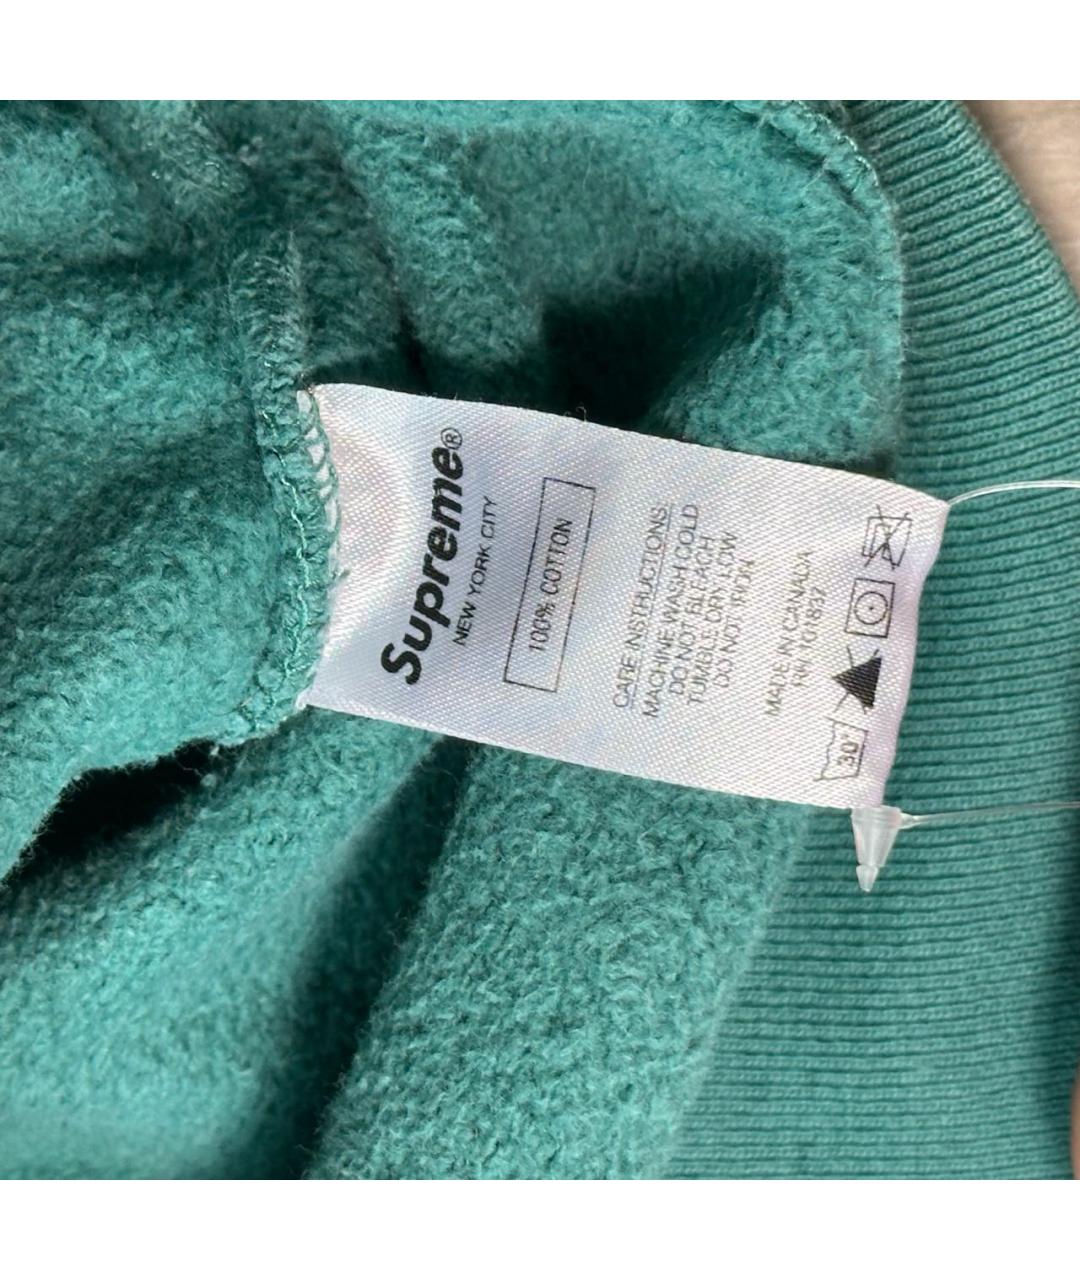 Supreme®
NEW YORK CITY
100% COTTON
CARE INSTRUCTIONS:
MACHINE WASH COLD
DO NOT BLEACH
TUMBLE DRY LOW
DO NOT IRON
MADE IN CANADA
RN 101837
30°